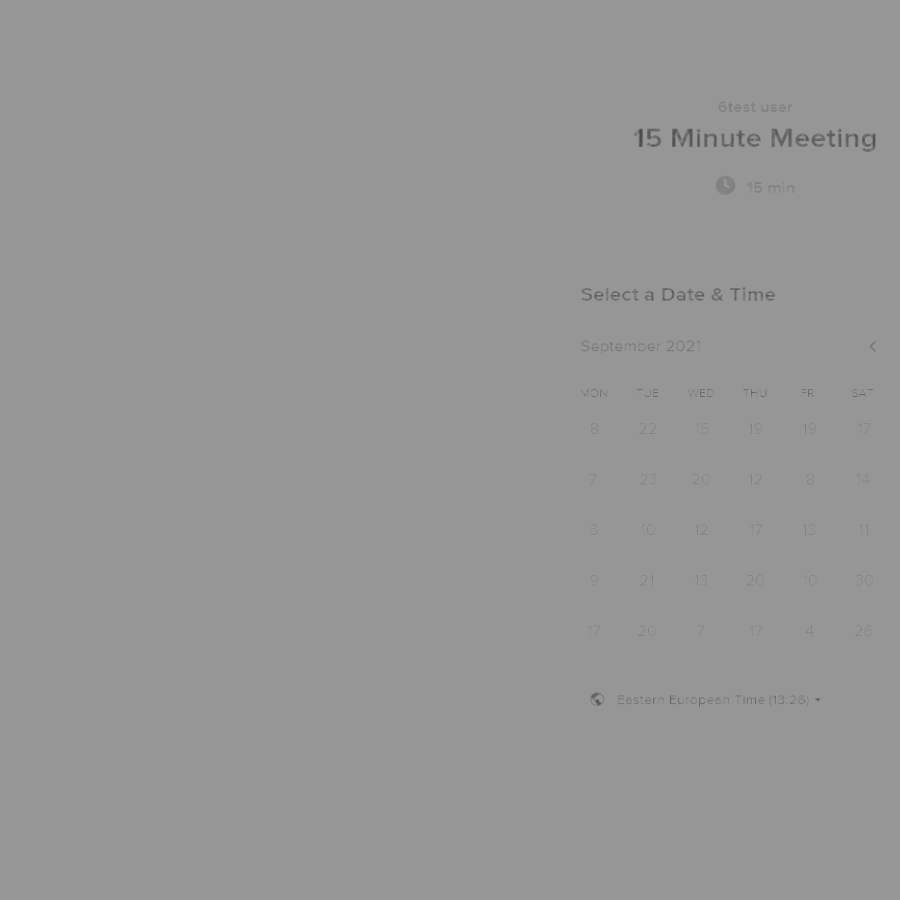 6test user
15 Minute Meeting
15 min
Select a Date & Time
September 2021
MON TUE WED THU FRI SAT
8 22 15 19 19 17
7 23 20 12 8 14
3 10 12 17 13 11
9 21 13 20 10 30
17 20 7 17 4 26
Eastern European Time (13:26)